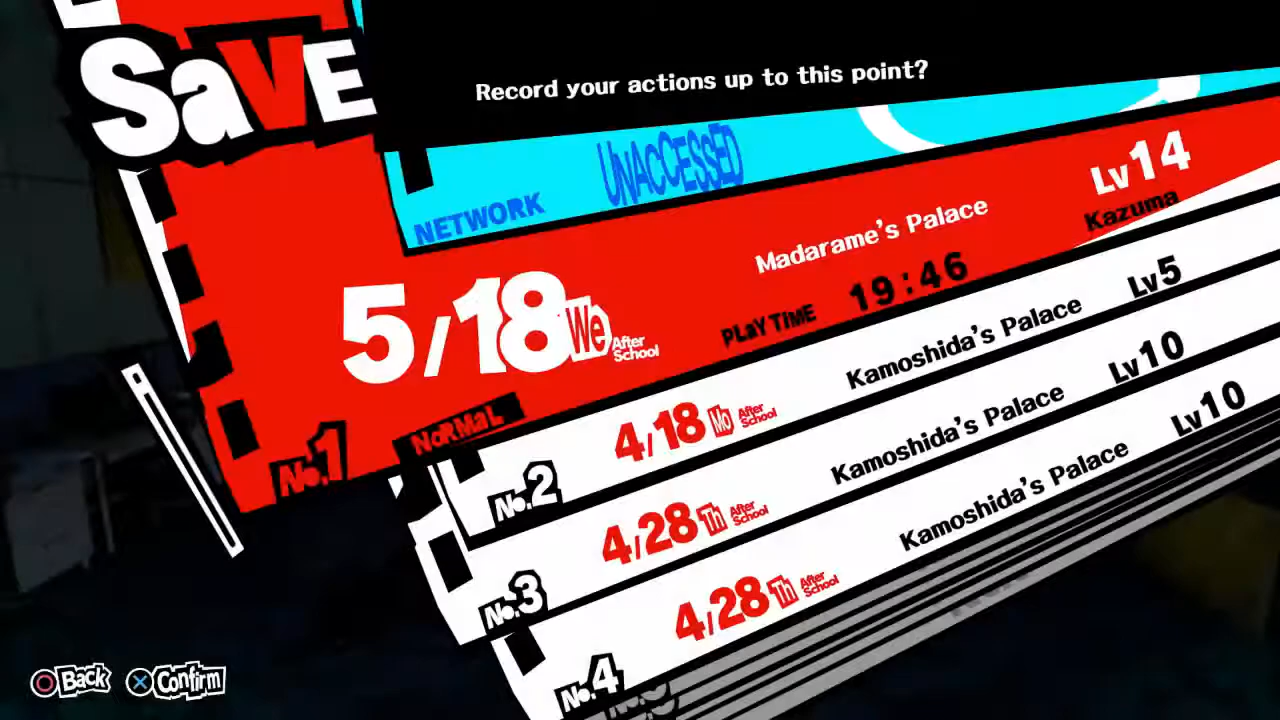 SaVE
Record your actions up to this point?
NETWORK UNACCESSED
Lv14
Madarame's Palace Kazuma
5/18 We After School PLaY TiME 19:46
No.1 NoRMaL
Lv5
Kamoshida's Palace
No.2 4/18 Mo After School
Lv10
Kamoshida's Palace
No.3 4/28 Th After School
Lv10
Kamoshida's Palace
No.4 4/28 Th After School
Back Confirm